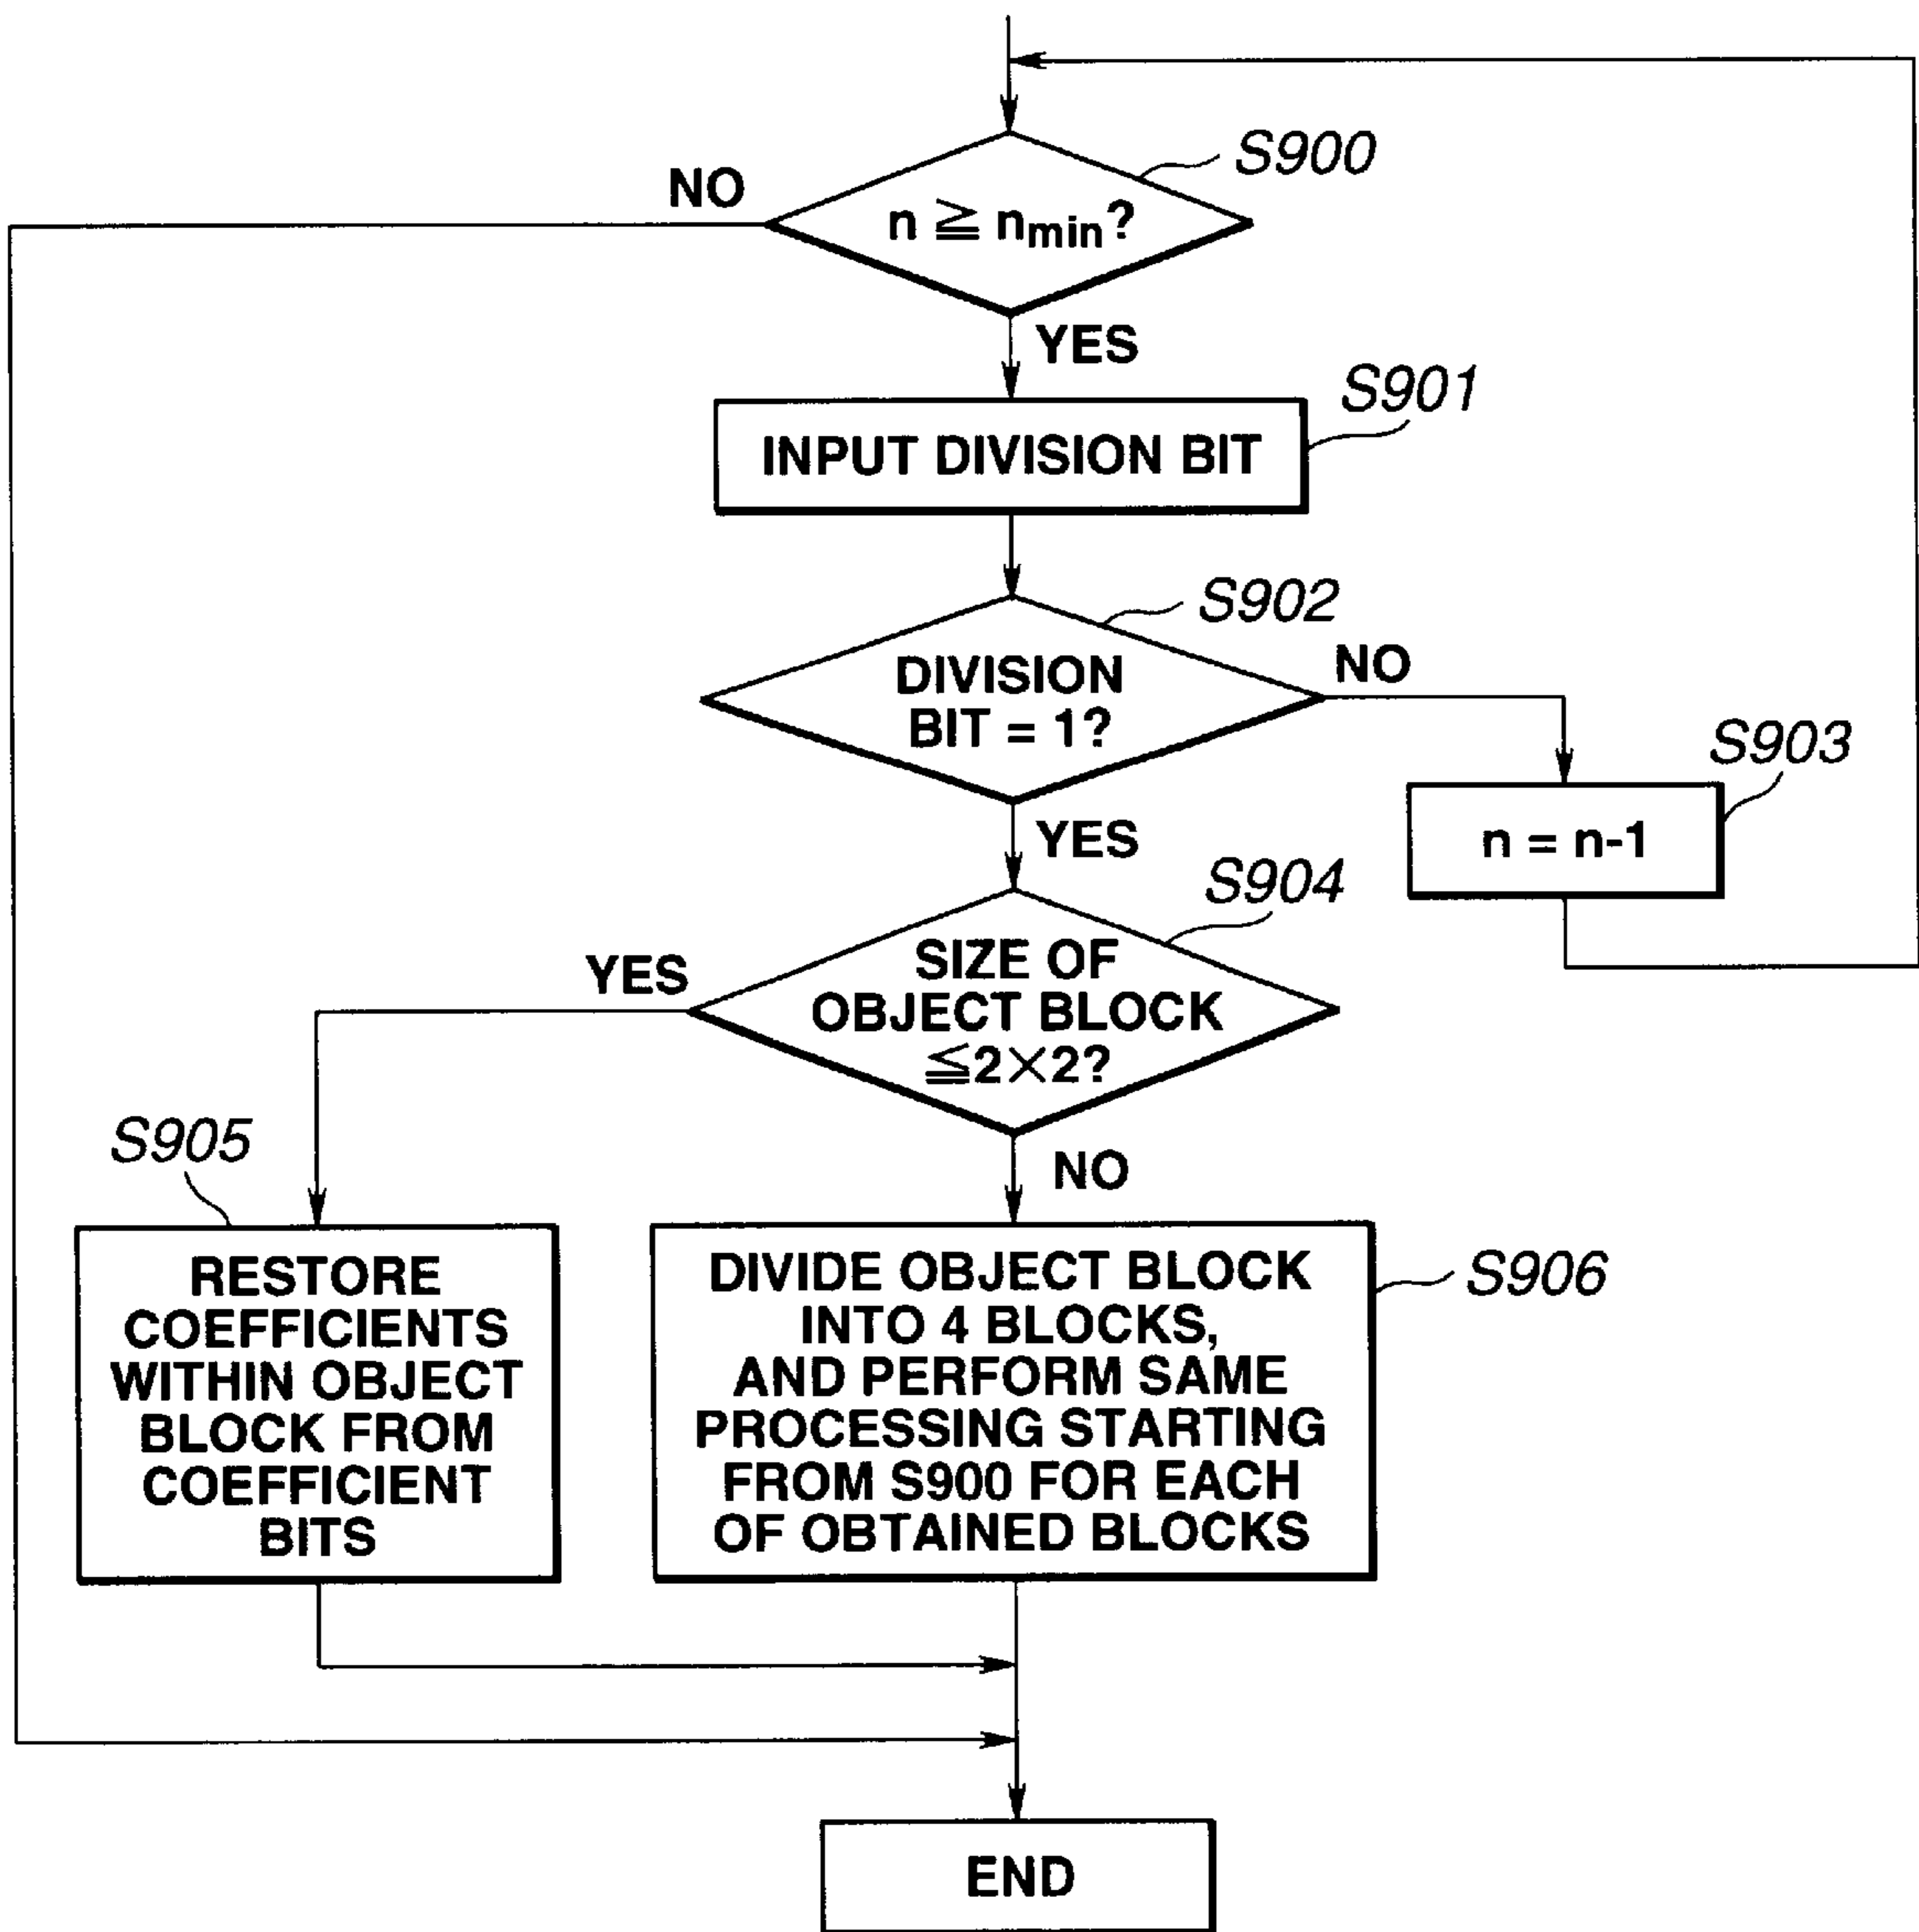 S900
NO
n ≧ nmin?
YES
S901
INPUT DIVISION BIT
S902
DIVISION
BIT = 1?
NO
S903
n = n-1
YES
S904
SIZE OF
OBJECT BLOCK
≦2×2?
YES
NO
S905
RESTORE
COEFFICIENTS
WITHIN OBJECT
BLOCK FROM
COEFFICIENT
BITS
DIVIDE OBJECT BLOCK
INTO 4 BLOCKS,
AND PERFORM SAME
PROCESSING STARTING
FROM S900 FOR EACH
OF OBTAINED BLOCKS
S906
END